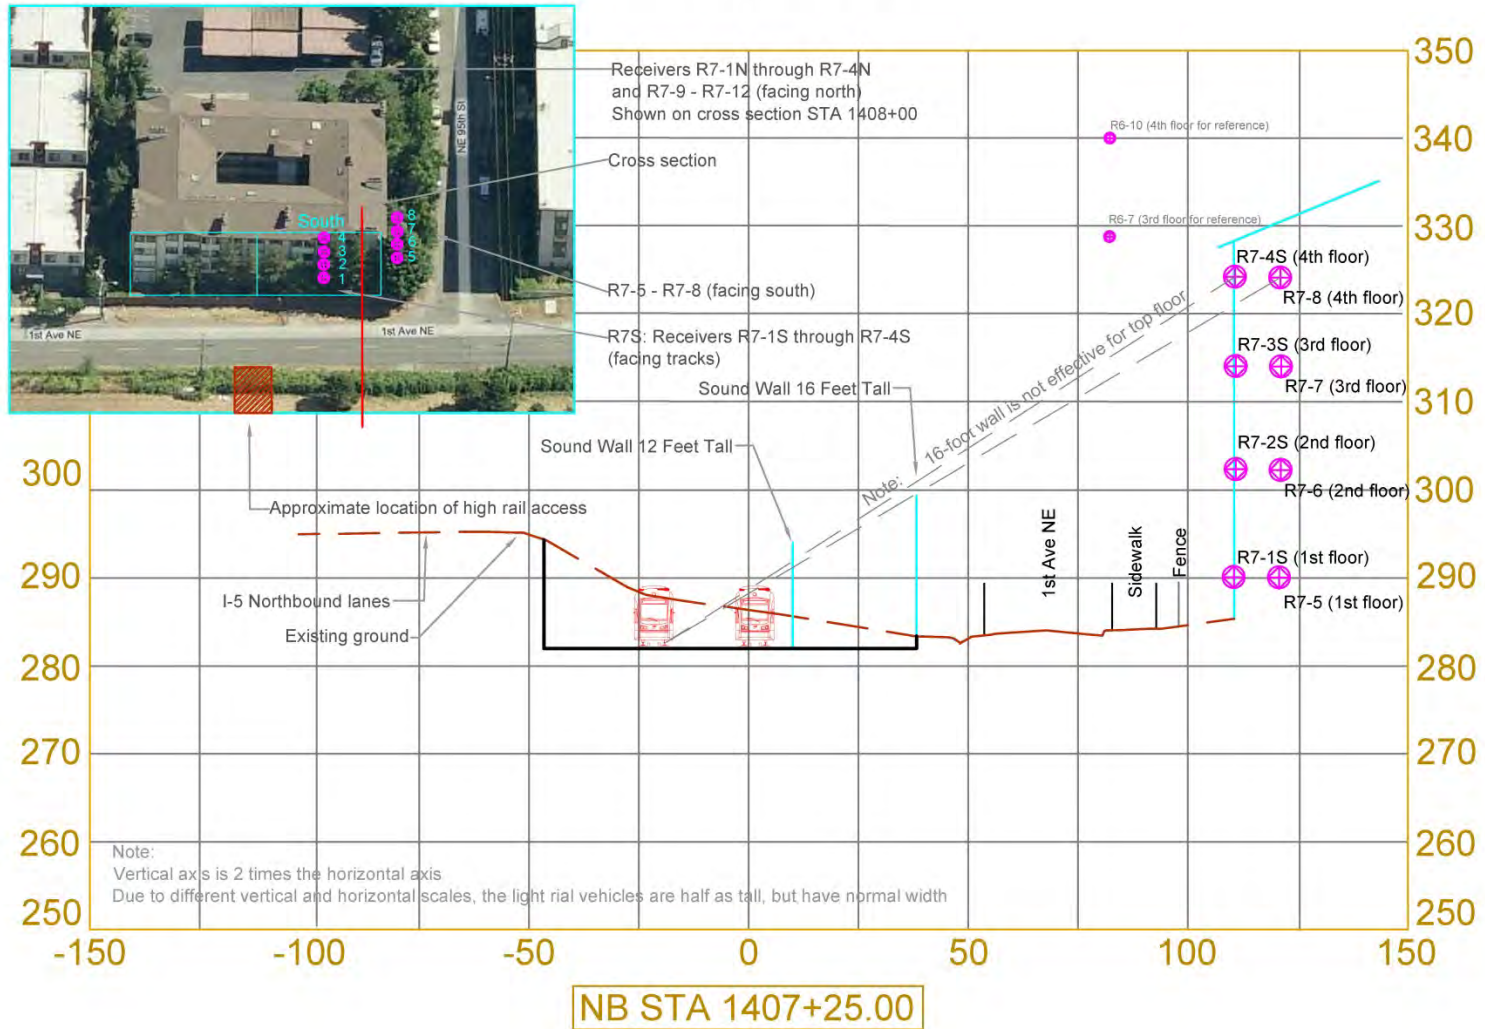 Receivers R7-1N through R7-4N
and R7-9 - R7-12 (facing north)
Shown on cross section STA 1408+00
Cross section
NE 95th St
South
4
3
2
1
8
7
6
5
1st Ave NE
1st Ave NE
R7-5 - R7-8 (facing south)
R7S: Receivers R7-1S through R7-4S
(facing tracks)
Sound Wall 16 Feet Tall
Sound Wall 12 Feet Tall
Note: 16-foot wall is not effective for top floor
R6-10 (4th floor for reference)
R6-7 (3rd floor for reference)
R7-4S (4th floor)
R7-8 (4th floor)
R7-3S (3rd floor)
R7-7 (3rd floor)
R7-2S (2nd floor)
R7-6 (2nd floor)
R7-1S (1st floor)
R7-5 (1st floor)
1st Ave NE
Sidewalk
Fence
Approximate location of high rail access
I-5 Northbound lanes
Existing ground
300
290
280
270
260
250
350
340
330
320
310
300
290
280
270
260
250
Note:
Vertical axis is 2 times the horizontal axis
Due to different vertical and horizontal scales, the light rial vehicles are half as tall, but have normal width
-150
-100
-50
0
50
100
150
NB STA 1407+25.00